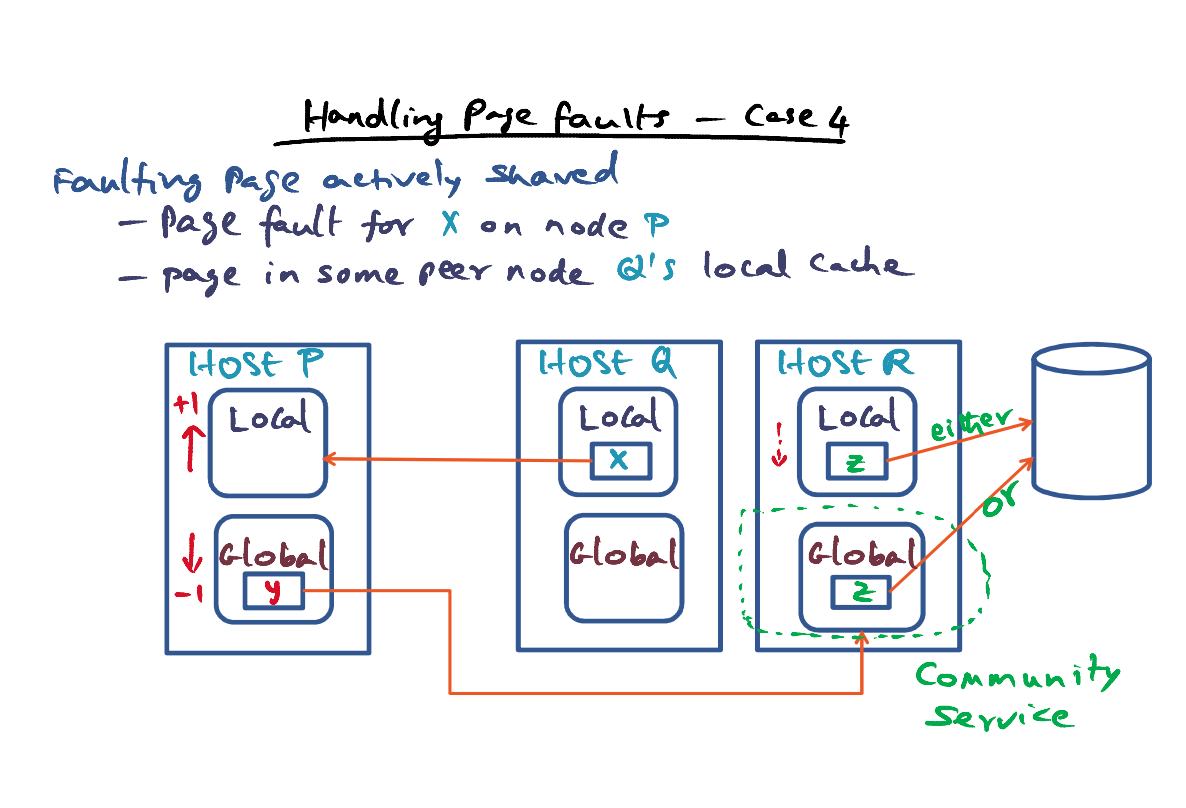 Handling Page faults - Case 4
Faulting Page actively shared
- Page fault for X on node P
- page in some peer node Q's local cache
HOST P
HOST Q
HOST R
+1
Local
Local
X
Local
Z
either
or
-1
Global
y
Global
Global
Z
Community
Service